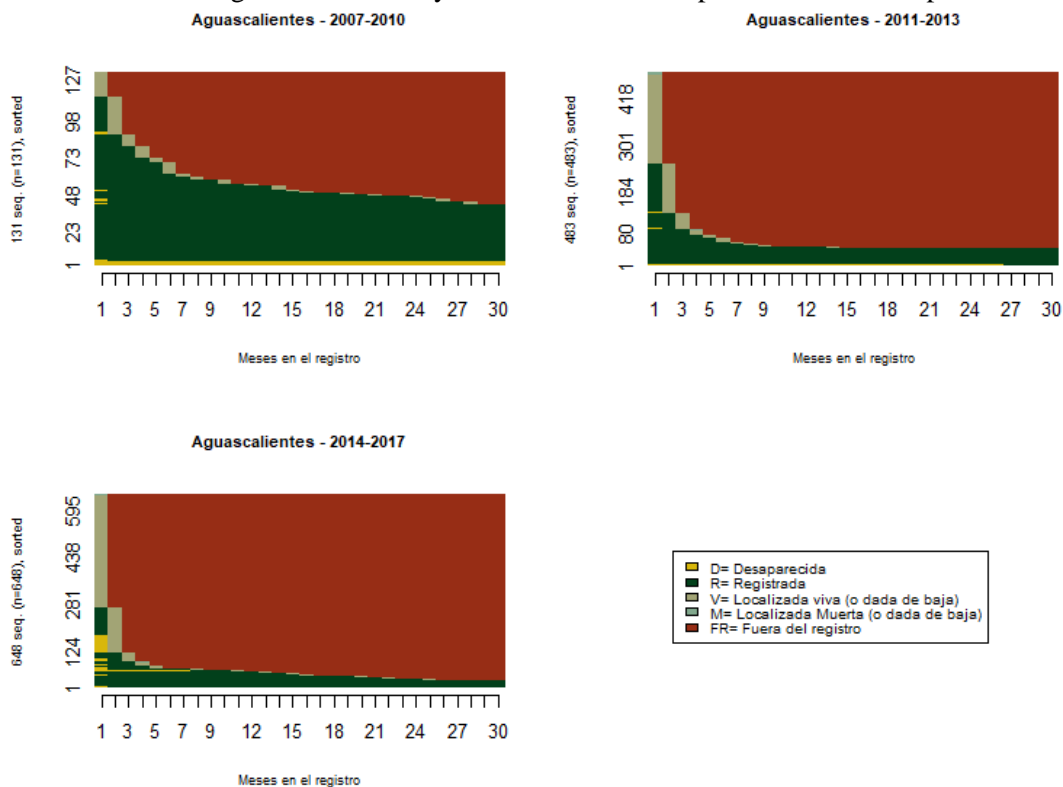 Aguascalientes - 2007-2010
131 seq. (n=131), sorted
1 23 48 73 98 127
1 3 5 7 9 12 15 18 21 24 27 30
Meses en el registro
Aguascalientes - 2011-2013
483 seq. (n=483), sorted
1 80 184 301 418
1 3 5 7 9 12 15 18 21 24 27 30
Meses en el registro
Aguascalientes - 2014-2017
648 seq. (n=648), sorted
1 124 281 438 595
1 3 5 7 9 12 15 18 21 24 27 30
Meses en el registro
D= Desaparecida
R= Registrada
V= Localizada viva (o dada de baja)
M= Localizada Muerta (o dada de baja)
FR= Fuera del registro